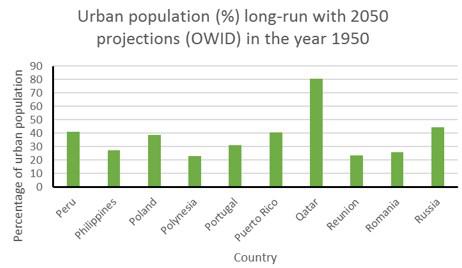 Urban population (%) long-run with 2050
projections (OWID) in the year 1950
Percentage of urban population
90
80
70
60
50
40
30
20
10
0
Peru
Philippines
Poland
Polynesia
Portugal
Puerto Rico
Qatar
Reunion
Romania
Russia
Country